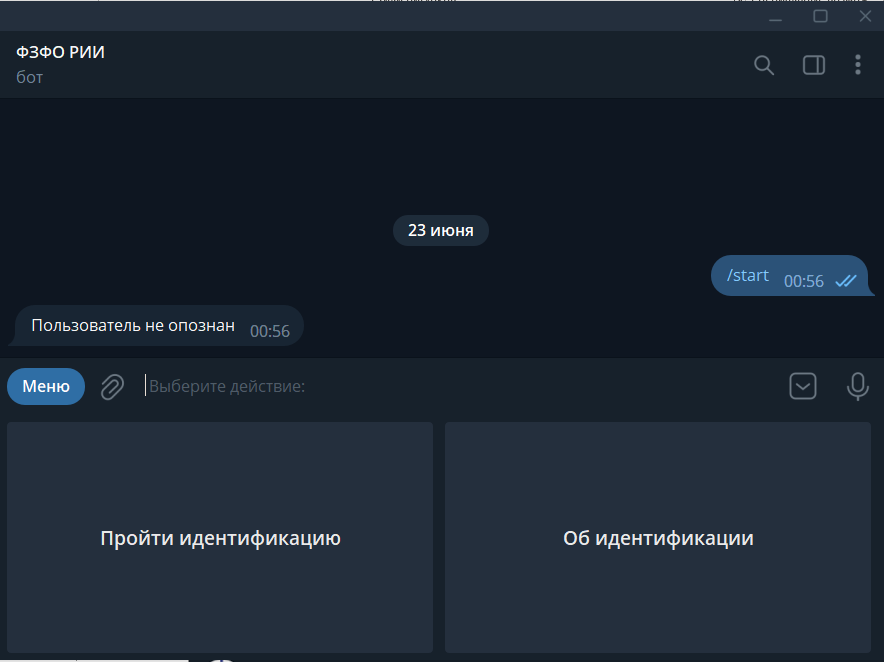 ФЗФО РИИ
бот
23 июня
/start 00:56
Пользователь не опознан 00:56
Меню Выберите действие:
Пройти идентификацию Об идентификации